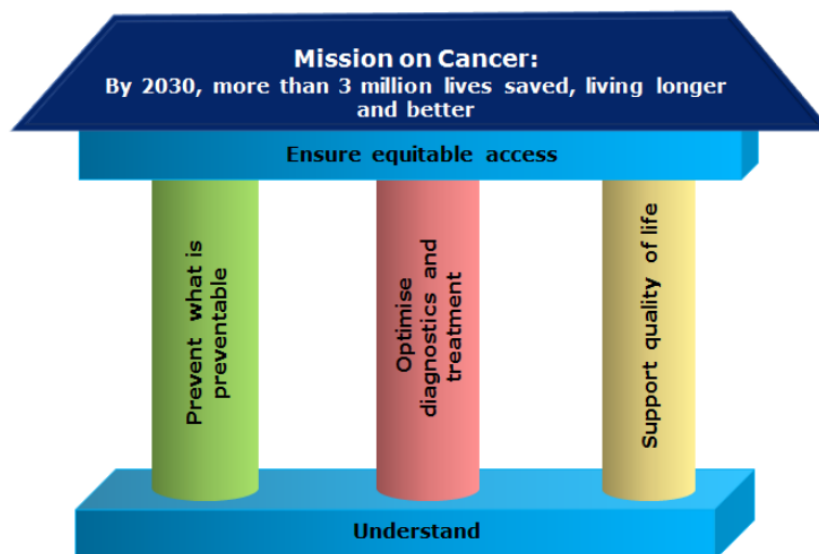 Mission on Cancer:
By 2030, more than 3 million lives saved, living longer
and better
Ensure equitable access
Prevent what is
preventable
Optimise
diagnostics and
treatment
Support quality of life
Understand